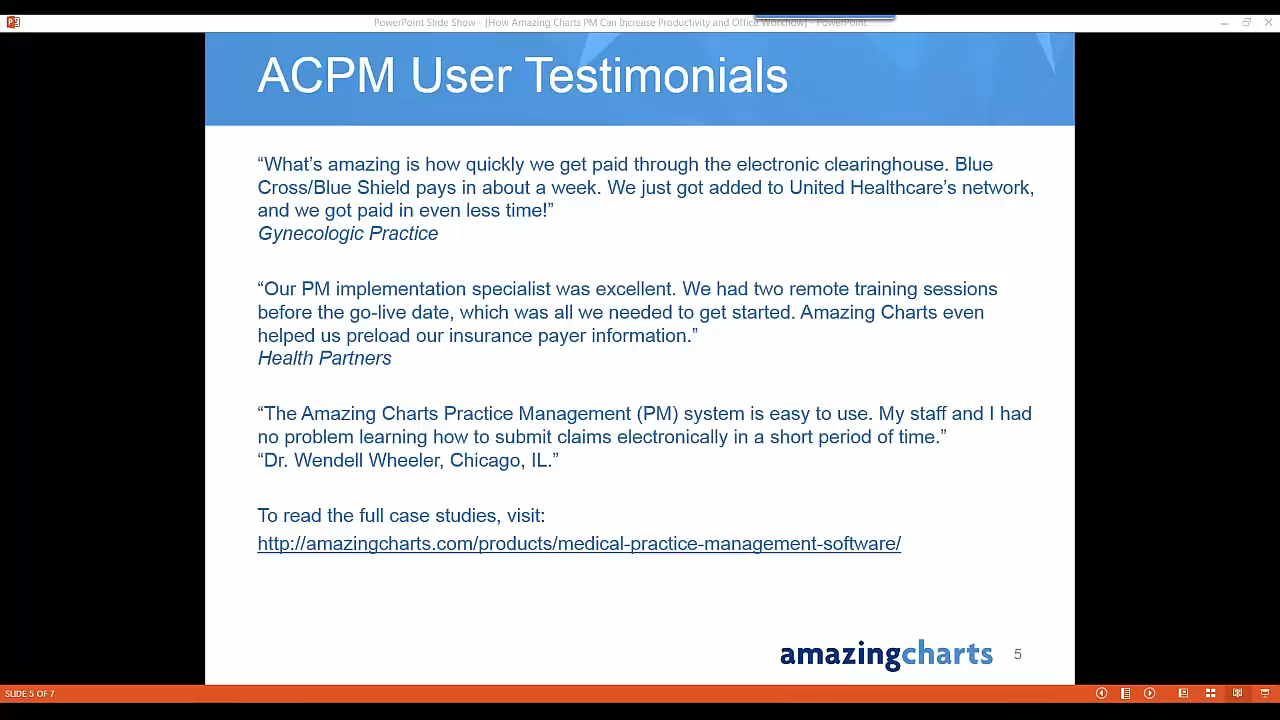 PowerPoint Slide Show - [How Amazing Charts PM Can Increase Productivity and Office Workflow] - PowerPoint
ACPM User Testimonials
“What’s amazing is how quickly we get paid through the electronic clearinghouse. Blue
Cross/Blue Shield pays in about a week. We just got added to United Healthcare’s network,
and we got paid in even less time!”
Gynecologic Practice
“Our PM implementation specialist was excellent. We had two remote training sessions
before the go-live date, which was all we needed to get started. Amazing Charts even
helped us preload our insurance payer information.”
Health Partners
“The Amazing Charts Practice Management (PM) system is easy to use. My staff and I had
no problem learning how to submit claims electronically in a short period of time.”
“Dr. Wendell Wheeler, Chicago, IL.”
To read the full case studies, visit:
http://amazingcharts.com/products/medical-practice-management-software/
amazingcharts 5
SLIDE 5 OF 7